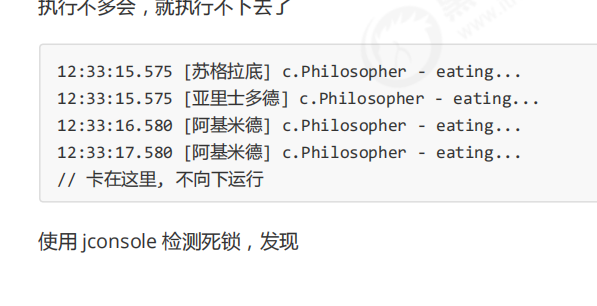 执行不多会，就执行不下去了
12:33:15.575 [苏格拉底] c.Philosopher - eating...
12:33:15.575 [亚里士多德] c.Philosopher - eating...
12:33:16.580 [阿基米德] c.Philosopher - eating...
12:33:17.580 [阿基米德] c.Philosopher - eating...
// 卡在这里, 不向下运行
使用 jconsole 检测死锁，发现